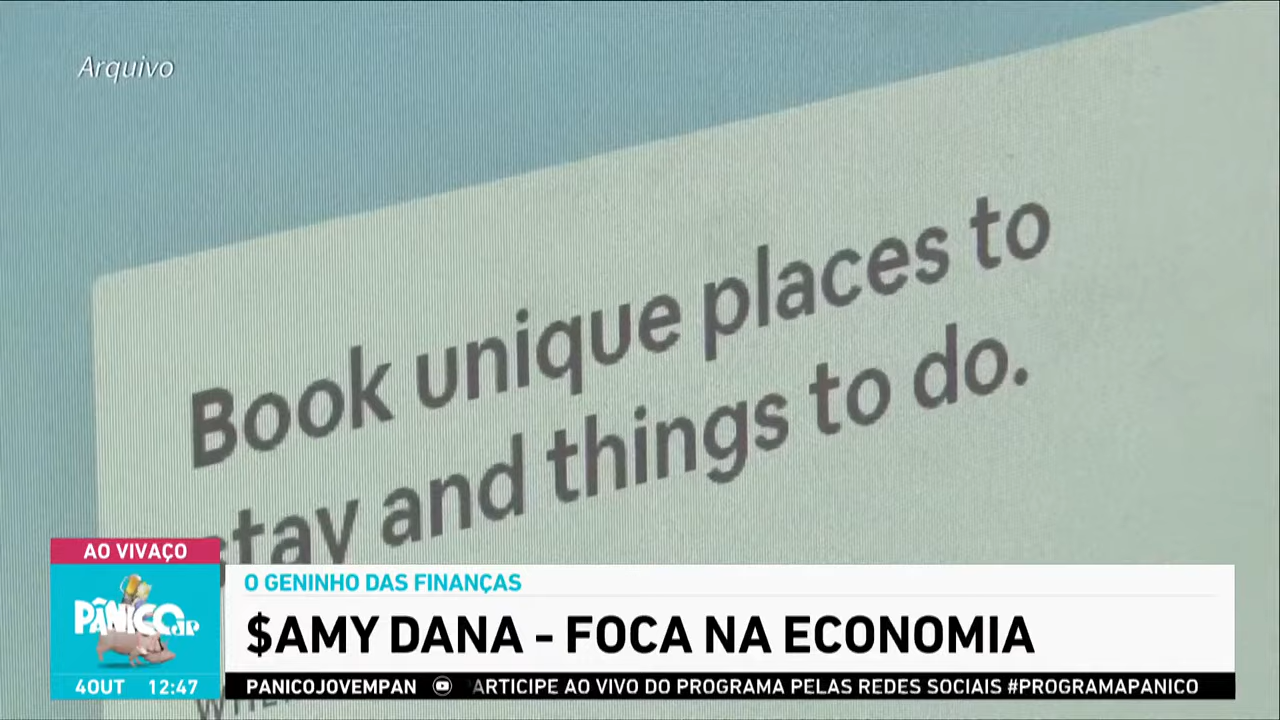 Arquivo
Book unique places to
stay and things to do.
AO VIVAÇO
PÂNICO JP
4OUT 12:47
O GENINHO DAS FINANÇAS
$AMY DANA - FOCA NA ECONOMIA
PANICOJOVEMPAN ARTICIPE AO VIVO DO PROGRAMA PELAS REDES SOCIAIS #PROGRAMAPANICO